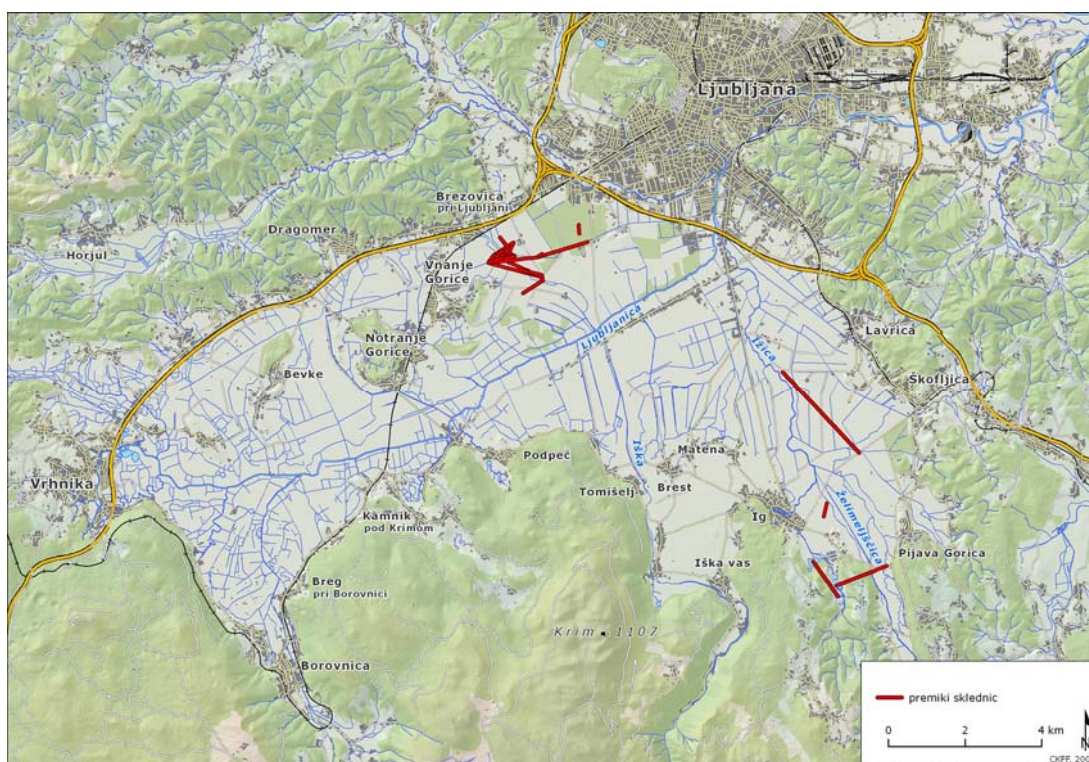 Ljubljana
Brezovica
pri Ljubljani
Dragomer
Horjul
Vnanje
Gorice
Ljubljanica
Lavrica
Notranje
Gorice
Ižica
Škofljica
Bevke
Iška
Podpeč
Matena
Vrhnika
Tomišelj
Brest
Želimeljščica
Kamnik
pod Krimom
Ig
Pijava Gorica
Iška vas
Breg
pri Borovnici
Krim 1107
Borovnica
premiki sklednic
0 2 4 km
CKFF,